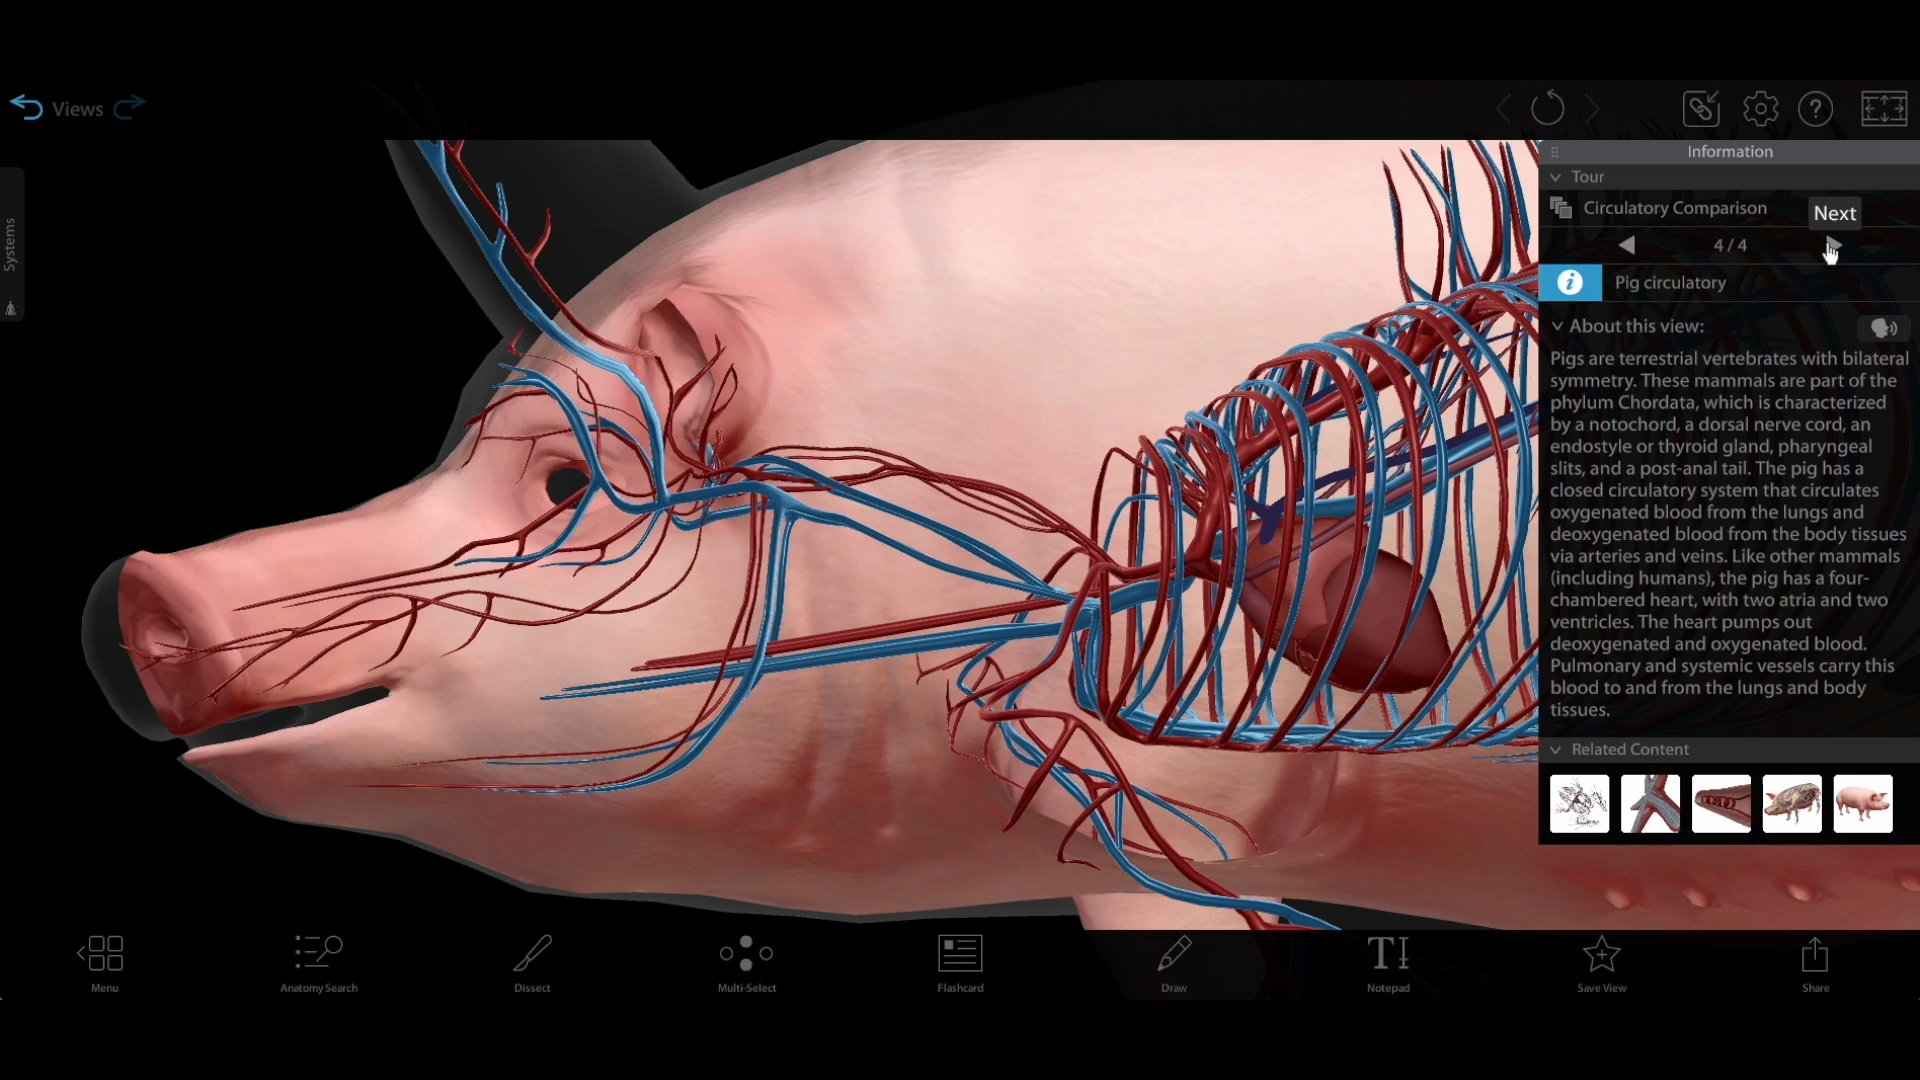 Views
Systems
Information
Tour
Circulatory Comparison
Next
4 / 4
Pig circulatory
About this view:
Pigs are terrestrial vertebrates with bilateral
symmetry. These mammals are part of the
phylum Chordata, which is characterized
by a notochord, a dorsal nerve cord, an
endostyle or thyroid gland, pharyngeal
slits, and a post-anal tail. The pig has a
closed circulatory system that circulates
oxygenated blood from the lungs and
deoxygenated blood from the body tissues
via arteries and veins. Like other mammals
(including humans), the pig has a four-
chambered heart, with two atria and two
ventricles. The heart pumps out
deoxygenated and oxygenated blood.
Pulmonary and systemic vessels carry this
blood to and from the lungs and body
tissues.
Related Content
Menu
Anatomy Search
Dissect
Multi-Select
Flashcard
Draw
Notepad
Save View
Share